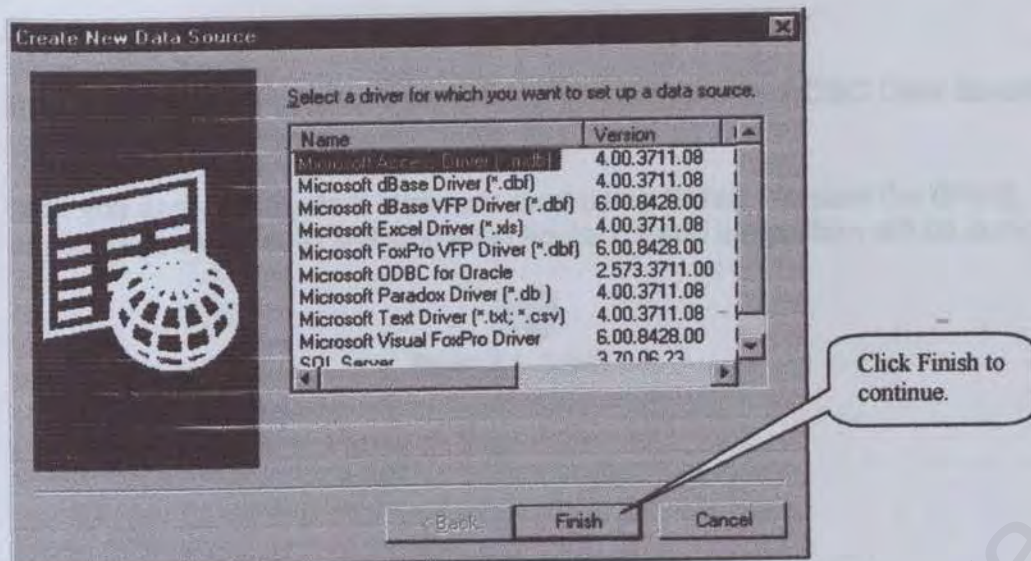 Create New Data Source
Select a driver for which you want to set up a data source.
Name Version
Microsoft Access Driver (*.mdb) 4.00.3711.08
Microsoft dBase Driver (*.dbf) 4.00.3711.08
Microsoft dBase VFP Driver (*.dbf) 6.00.8428.00
Microsoft Excel Driver (*.xls) 4.00.3711.08
Microsoft FoxPro VFP Driver (*.dbf) 6.00.8428.00
Microsoft ODBC for Oracle 2.573.3711.00
Microsoft Paradox Driver (*.db ) 4.00.3711.08
Microsoft Text Driver (*.txt; *.csv) 4.00.3711.08
Microsoft Visual FoxPro Driver 6.00.8428.00
SQL Server 3.70.06.23
Click Finish to
continue.
< Back Finish Cancel